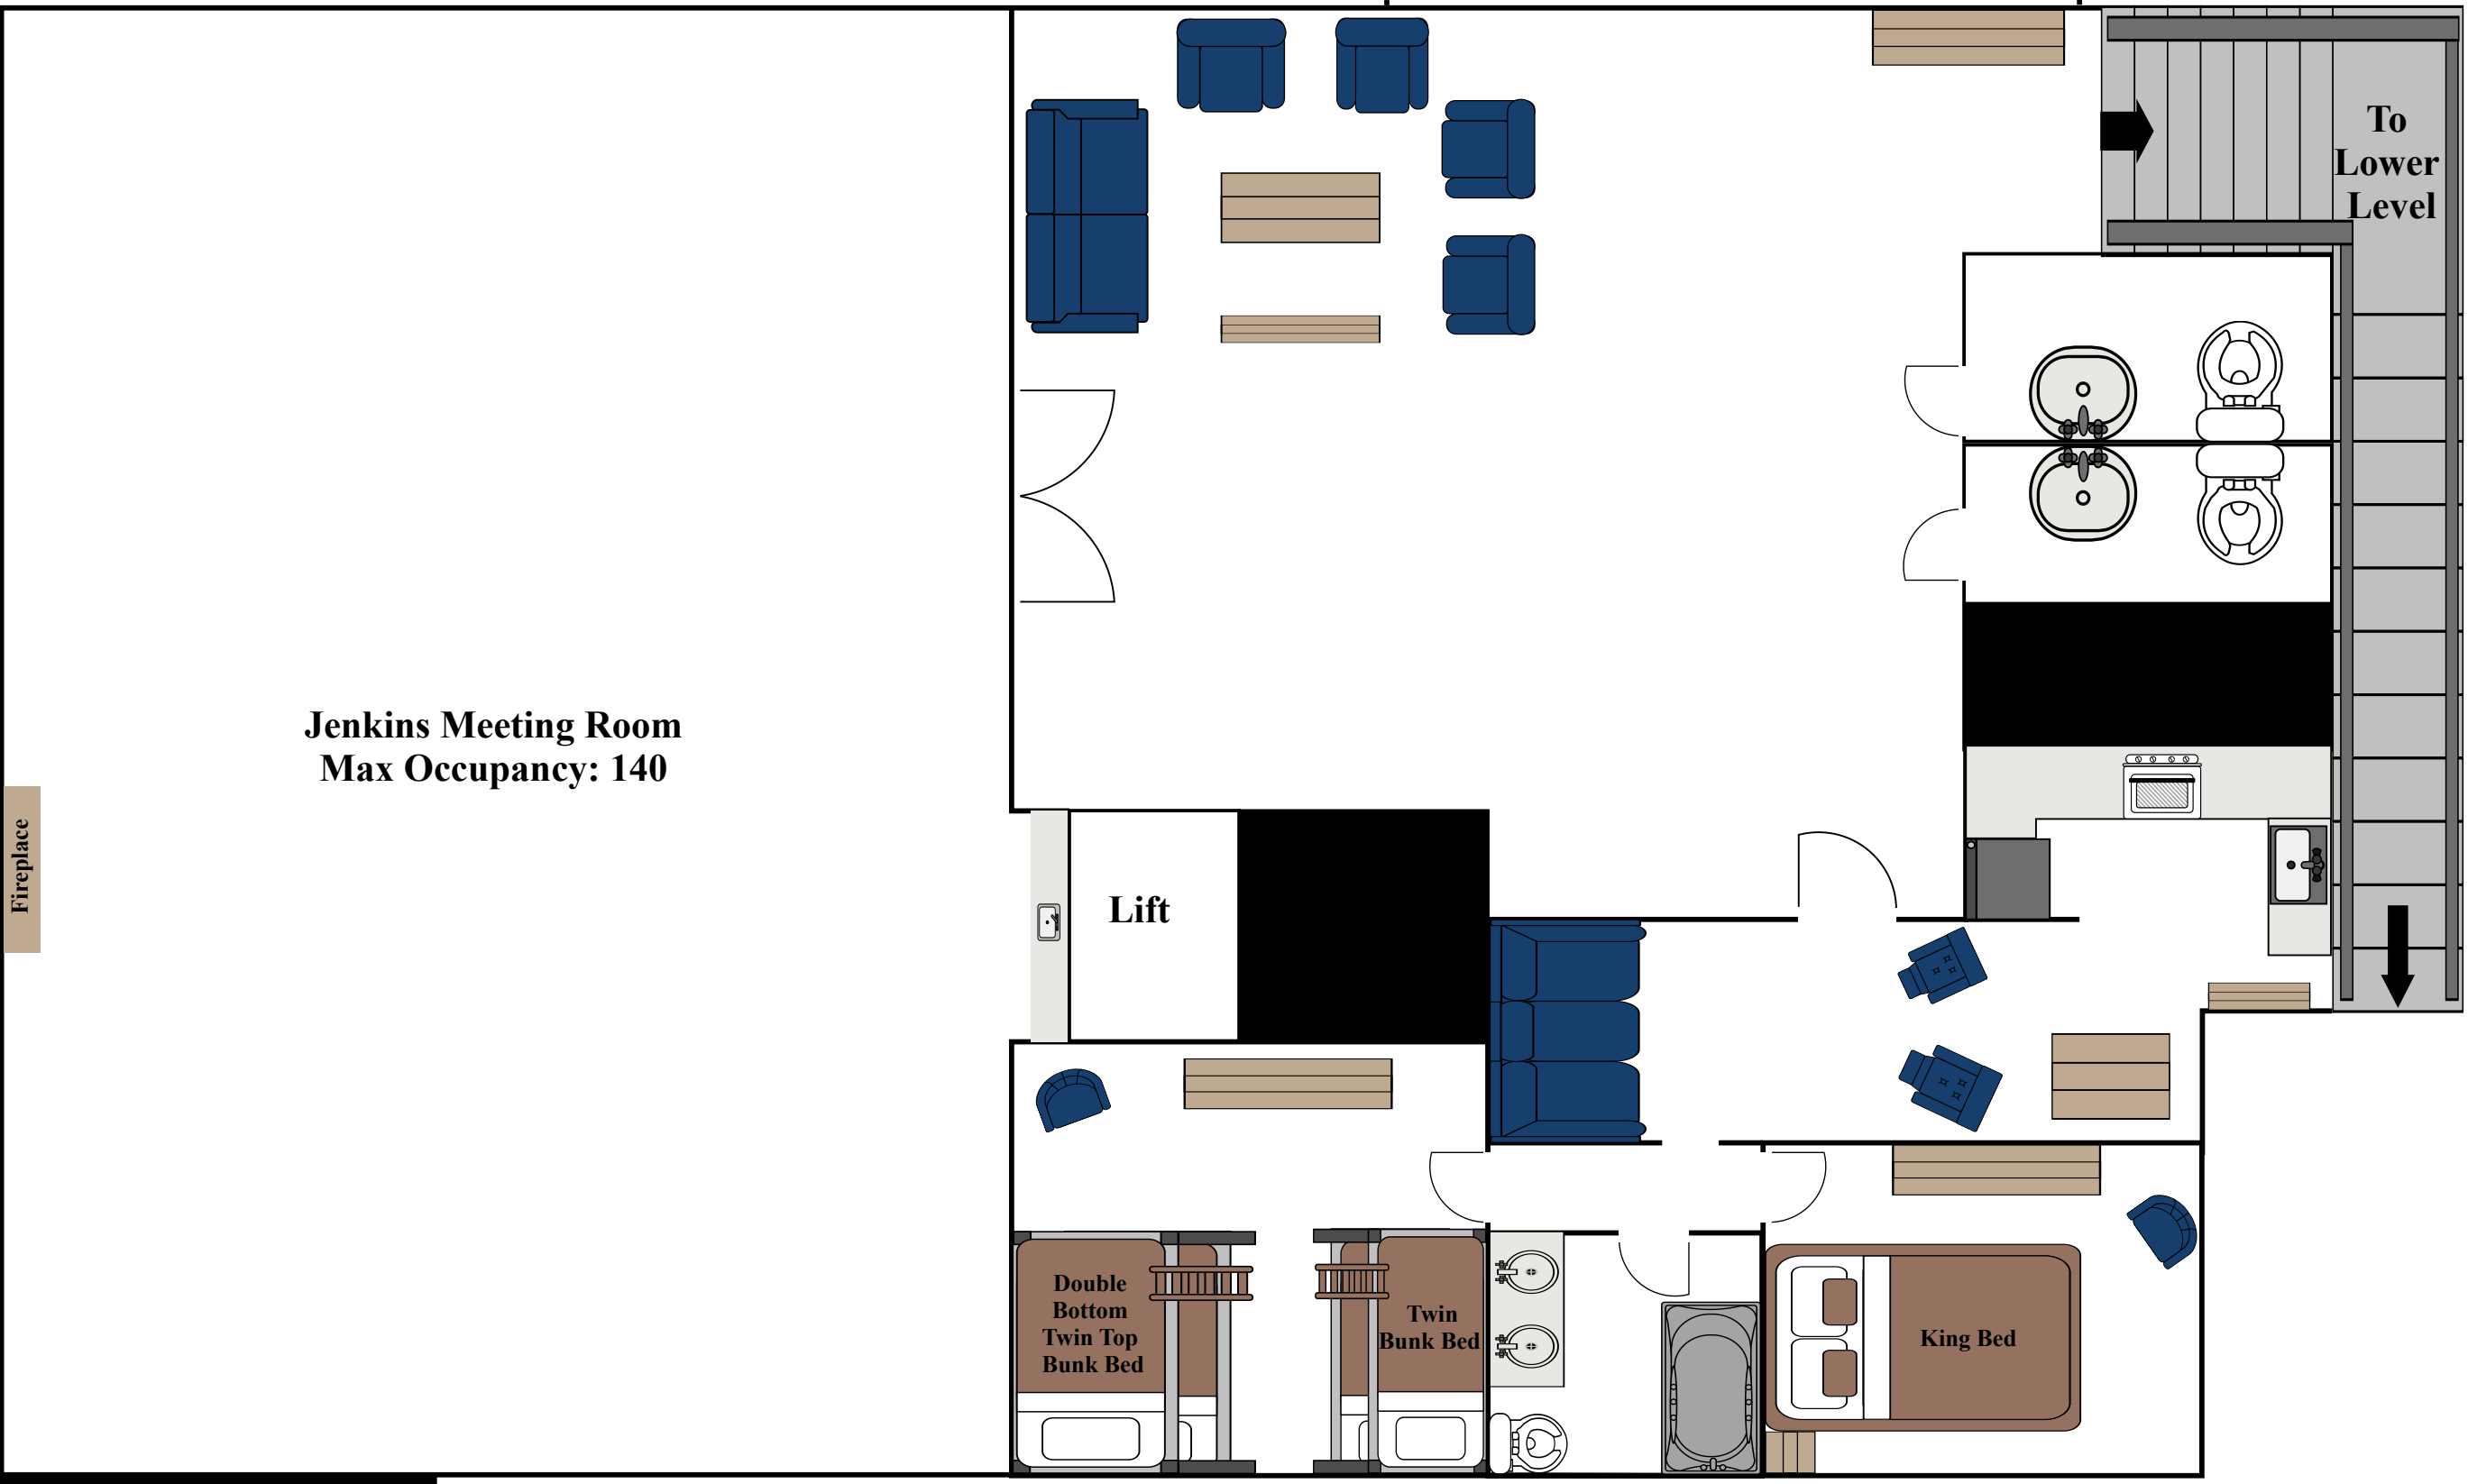 To
Lower
Level
Jenkins Meeting Room
Max Occupancy: 140
Fireplace
Lift
Double
Bottom
Twin Top
Bunk Bed
Twin
Bunk Bed
King Bed